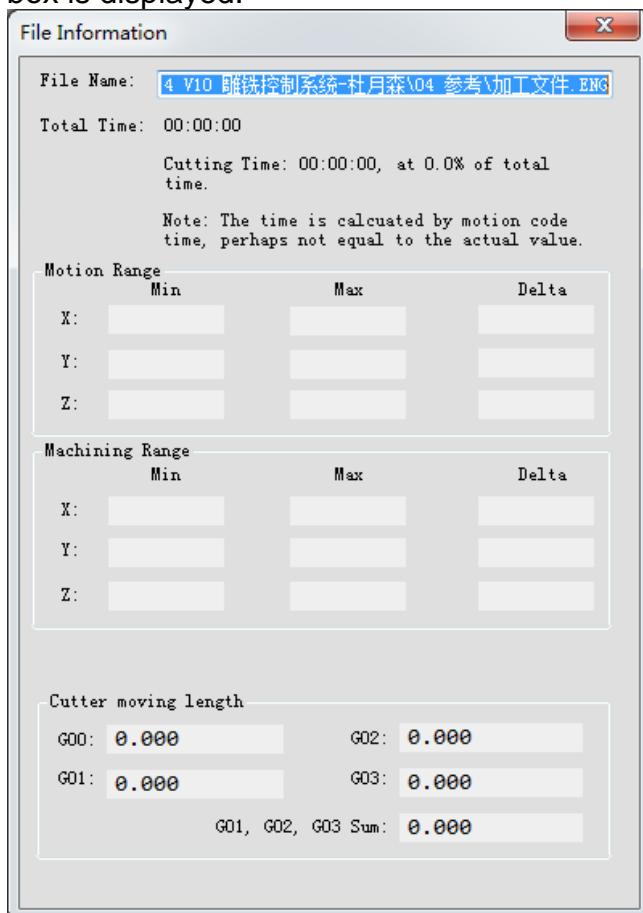 box is displayed.
File Information
File Name: 4 V10 雕铣控制系统-杜月森\04 参考\加工文件.ENG
Total Time: 00:00:00
Cutting Time: 00:00:00, at 0.0% of total
time.
Note: The time is calcuated by motion code
time, perhaps not equal to the actual value.
Motion Range
Min Max Delta
X:
Y:
Z:
Machining Range
Min Max Delta
X:
Y:
Z:
Cutter moving length
G00: 0.000 G02: 0.000
G01: 0.000 G03: 0.000
G01, G02, G03 Sum: 0.000